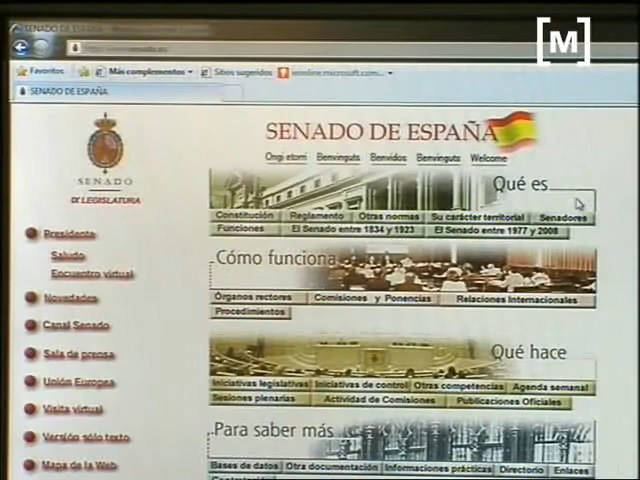 SENADO DE ESPAÑA
[M]
Favoritos
Más complementos
Sitios sugeridos
SENADO DE ESPAÑA
SENADO
IX LEGISLATURA
SENADO DE ESPAÑA
Ongi etorri Benvinguts Benvidos Benvinguts Welcome
Qué es
Constitución Reglamento Otras normas Su carácter territorial Senadores
Funciones El Senado entre 1834 y 1923 El Senado entre 1977 y 2008
Cómo funciona
Órganos rectores Comisiones y Ponencias Relaciones Internacionales
Procedimientos
Qué hace
Iniciativas legislativas Iniciativas de control Otras competencias Agenda semanal
Sesiones plenarias Actividad de Comisiones Publicaciones Oficiales
Para saber más
Bases de datos Otra documentación Informaciones prácticas Directorio Enlaces
Presidente
Saludo
Encuentro virtual
Novedades
Canal Senado
Sala de prensa
Unión Europea
Visita virtual
Versión sólo texto
Mapa de la Web